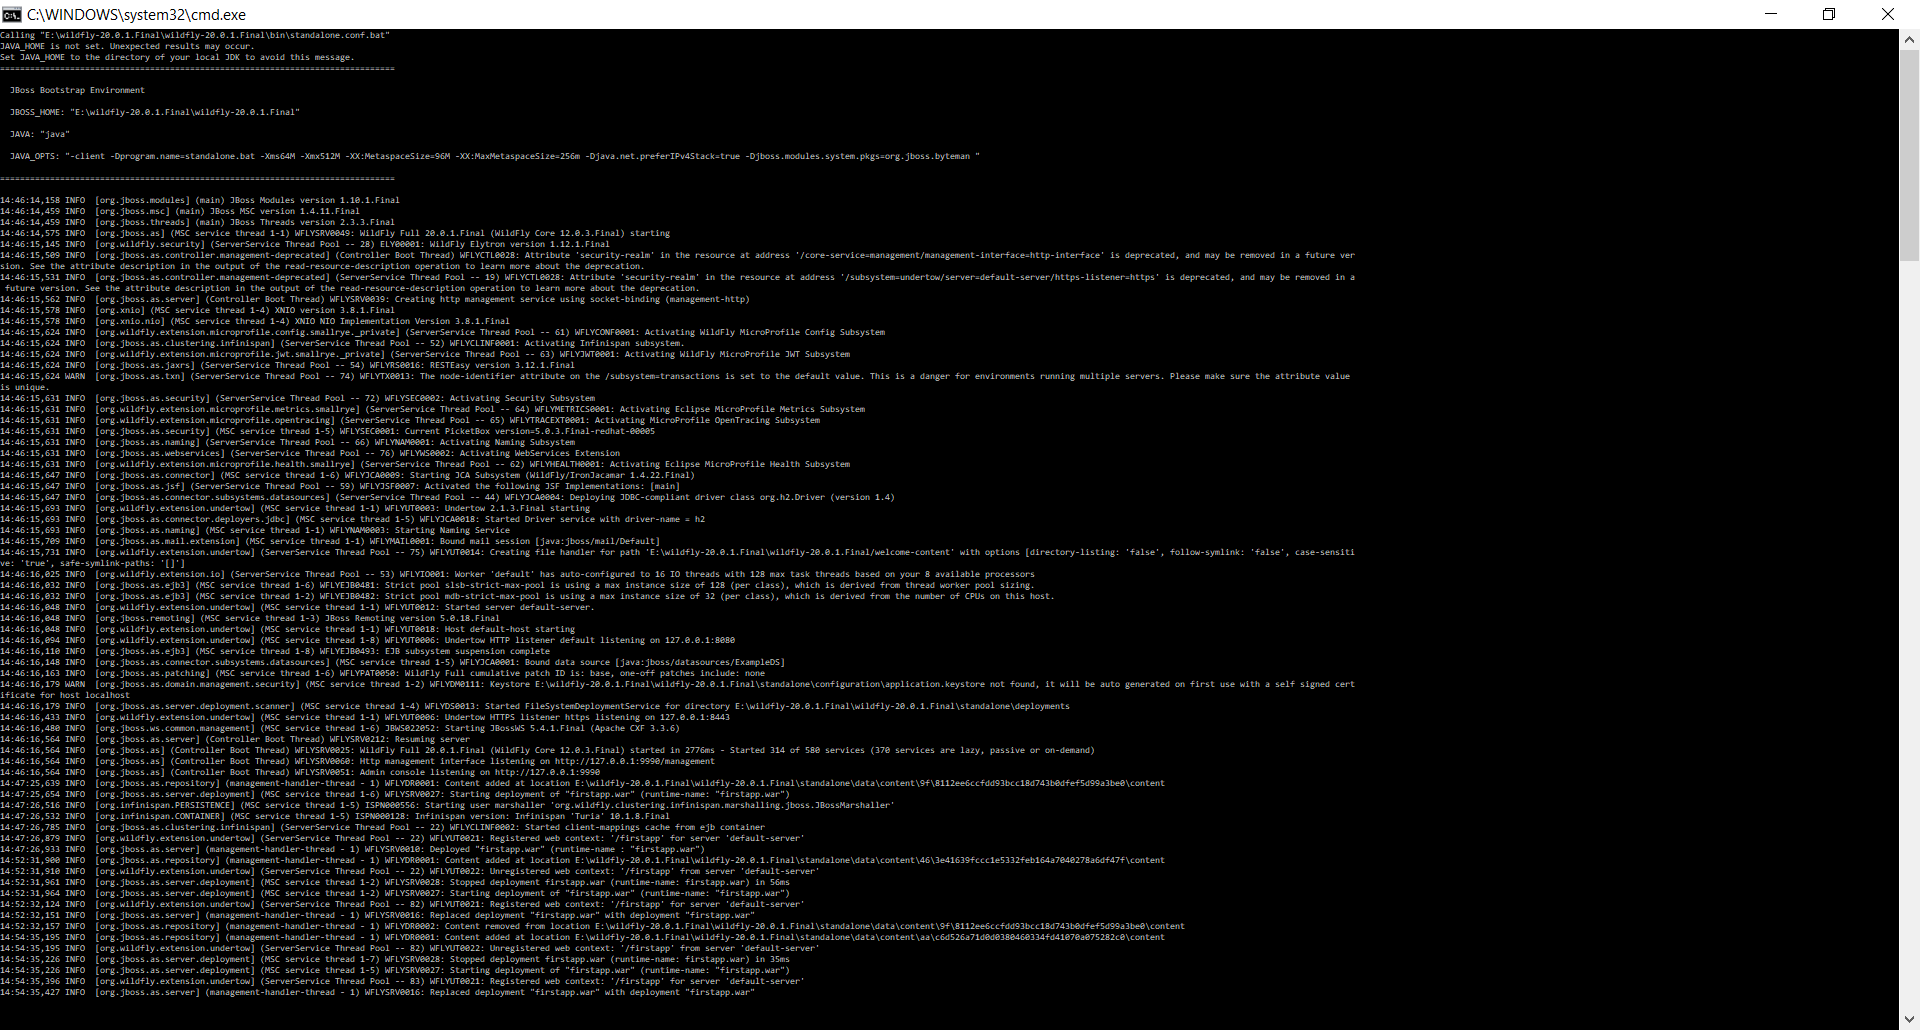 C:\WINDOWS\system32\cmd.exe
Calling "E:\wildfly-20.0.1.Final\wildfly-20.0.1.Final\bin\standalone.conf.bat"
JAVA_HOME is not set. Unexpected results may occur.
Set JAVA_HOME to the directory of your local JDK to avoid this message.
===============================================================================
JBoss Bootstrap Environment
JBOSS_HOME: "E:\wildfly-20.0.1.Final\wildfly-20.0.1.Final"
JAVA: "java"
JAVA_OPTS: "-client -Dprogram.name=standalone.bat -Xms64M -Xmx512M -XX:MetaspaceSize=96M -XX:MaxMetaspaceSize=256m -Djava.net.preferIPv4Stack=true -Djboss.modules.system.pkgs=org.jboss.byteman "
===============================================================================
14:46:14,158 INFO  [org.jboss.modules] (main) JBoss Modules version 1.10.1.Final
14:46:14,459 INFO  [org.jboss.msc] (main) JBoss MSC version 1.4.11.Final
14:46:14,459 INFO  [org.jboss.threads] (main) JBoss Threads version 2.3.3.Final
14:46:14,575 INFO  [org.jboss.as] (MSC service thread 1-1) WFLYSRV0049: WildFly Full 20.0.1.Final (WildFly Core 12.0.3.Final) starting
14:46:15,145 INFO  [org.wildfly.security] (ServerService Thread Pool -- 28) ELY00001: WildFly Elytron version 1.12.1.Final
14:46:15,509 INFO  [org.jboss.as.controller.management-deprecated] (Controller Boot Thread) WFLYCTL0028: Attribute 'security-realm' in the resource at address '/core-service=management/management-interface=http-interface' is deprecated, and may be removed in a future ver
sion. See the attribute description in the output of the read-resource-description operation to learn more about the deprecation.
14:46:15,531 INFO  [org.jboss.as.controller.management-deprecated] (ServerService Thread Pool -- 19) WFLYCTL0028: Attribute 'security-realm' in the resource at address '/subsystem=undertow/server=default-server/https-listener=https' is deprecated, and may be removed in a
 future version. See the attribute description in the output of the read-resource-description operation to learn more about the deprecation.
14:46:15,562 INFO  [org.jboss.as.server] (Controller Boot Thread) WFLYSRV0039: Creating http management service using socket-binding (management-http)
14:46:15,578 INFO  [org.xnio] (MSC service thread 1-4) XNIO version 3.8.1.Final
14:46:15,578 INFO  [org.xnio.nio] (MSC service thread 1-4) XNIO NIO Implementation Version 3.8.1.Final
14:46:15,624 INFO  [org.wildfly.extension.microprofile.config.smallrye._private] (ServerService Thread Pool -- 61) WFLYCONF0001: Activating WildFly MicroProfile Config Subsystem
14:46:15,624 INFO  [org.jboss.as.clustering.infinispan] (ServerService Thread Pool -- 52) WFLYCLINF0001: Activating Infinispan subsystem.
14:46:15,624 INFO  [org.wildfly.extension.microprofile.jwt.smallrye._private] (ServerService Thread Pool -- 63) WFLYJWT0001: Activating WildFly MicroProfile JWT Subsystem
14:46:15,624 INFO  [org.jboss.as.jaxrs] (ServerService Thread Pool -- 54) WFLYRS0016: RESTEasy version 3.12.1.Final
14:46:15,624 WARN  [org.jboss.as.txn] (ServerService Thread Pool -- 74) WFLYTX0013: The node-identifier attribute on the /subsystem=transactions is set to the default value. This is a danger for environments running multiple servers. Please make sure the attribute value
is unique.
14:46:15,631 INFO  [org.jboss.as.security] (ServerService Thread Pool -- 72) WFLYSEC0002: Activating Security Subsystem
14:46:15,631 INFO  [org.wildfly.extension.microprofile.metrics.smallrye] (ServerService Thread Pool -- 64) WFLYMETRICS0001: Activating Eclipse MicroProfile Metrics Subsystem
14:46:15,631 INFO  [org.wildfly.extension.microprofile.opentracing] (ServerService Thread Pool -- 65) WFLYTRACEXT0001: Activating MicroProfile OpenTracing Subsystem
14:46:15,631 INFO  [org.jboss.as.security] (MSC service thread 1-5) WFLYSEC0001: Current PicketBox version=5.0.3.Final-redhat-00005
14:46:15,631 INFO  [org.jboss.as.naming] (ServerService Thread Pool -- 66) WFLYNAM0001: Activating Naming Subsystem
14:46:15,631 INFO  [org.jboss.as.webservices] (ServerService Thread Pool -- 76) WFLYWS0002: Activating WebServices Extension
14:46:15,631 INFO  [org.wildfly.extension.microprofile.health.smallrye] (ServerService Thread Pool -- 62) WFLYHEALTH0001: Activating Eclipse MicroProfile Health Subsystem
14:46:15,647 INFO  [org.jboss.as.connector] (MSC service thread 1-6) WFLYJCA0009: Starting JCA Subsystem (WildFly/IronJacamar 1.4.22.Final)
14:46:15,647 INFO  [org.jboss.as.jsf] (ServerService Thread Pool -- 59) WFLYJSF0007: Activated the following JSF Implementations: [main]
14:46:15,647 INFO  [org.jboss.as.connector.subsystems.datasources] (ServerService Thread Pool -- 44) WFLYJCA0004: Deploying JDBC-compliant driver class org.h2.Driver (version 1.4)
14:46:15,693 INFO  [org.wildfly.extension.undertow] (MSC service thread 1-1) WFLYUT0003: Undertow 2.1.3.Final starting
14:46:15,693 INFO  [org.jboss.as.connector.deployers.jdbc] (MSC service thread 1-5) WFLYJCA0018: Started Driver service with driver-name = h2
14:46:15,693 INFO  [org.jboss.as.naming] (MSC service thread 1-1) WFLYNAM0003: Starting Naming Service
14:46:15,709 INFO  [org.jboss.as.mail.extension] (MSC service thread 1-1) WFLYMAIL0001: Bound mail session [java:jboss/mail/Default]
14:46:15,731 INFO  [org.wildfly.extension.undertow] (ServerService Thread Pool -- 75) WFLYUT0014: Creating file handler for path 'E:\wildfly-20.0.1.Final\wildfly-20.0.1.Final/welcome-content' with options [directory-listing: 'false', follow-symlink: 'false', case-sensiti
ve: 'true', safe-symlink-paths: '[]']
14:46:16,025 INFO  [org.wildfly.extension.io] (ServerService Thread Pool -- 53) WFLYIO001: Worker 'default' has auto-configured to 16 IO threads with 128 max task threads based on your 8 available processors
14:46:16,032 INFO  [org.jboss.as.ejb3] (MSC service thread 1-6) WFLYEJB0481: Strict pool slsb-strict-max-pool is using a max instance size of 128 (per class), which is derived from thread worker pool sizing.
14:46:16,032 INFO  [org.jboss.as.ejb3] (MSC service thread 1-2) WFLYEJB0482: Strict pool mdb-strict-max-pool is using a max instance size of 32 (per class), which is derived from the number of CPUs on this host.
14:46:16,048 INFO  [org.wildfly.extension.undertow] (MSC service thread 1-1) WFLYUT0012: Started server default-server.
14:46:16,048 INFO  [org.jboss.remoting] (MSC service thread 1-3) JBoss Remoting version 5.0.18.Final
14:46:16,048 INFO  [org.wildfly.extension.undertow] (MSC service thread 1-1) WFLYUT0018: Host default-host starting
14:46:16,094 INFO  [org.wildfly.extension.undertow] (MSC service thread 1-8) WFLYUT0006: Undertow HTTP listener default listening on 127.0.0.1:8080
14:46:16,110 INFO  [org.jboss.as.ejb3] (MSC service thread 1-8) WFLYEJB0493: EJB subsystem suspension complete
14:46:16,148 INFO  [org.jboss.as.connector.subsystems.datasources] (MSC service thread 1-5) WFLYJCA0001: Bound data source [java:jboss/datasources/ExampleDS]
14:46:16,163 INFO  [org.jboss.as.patching] (MSC service thread 1-6) WFLYPAT0050: WildFly Full cumulative patch ID is: base, one-off patches include: none
14:46:16,179 WARN  [org.jboss.as.domain.management.security] (MSC service thread 1-2) WFLYDM0111: Keystore E:\wildfly-20.0.1.Final\wildfly-20.0.1.Final\standalone\configuration\application.keystore not found, it will be auto generated on first use with a self signed cert
ificate for host localhost
14:46:16,179 INFO  [org.jboss.as.server.deployment.scanner] (MSC service thread 1-4) WFLYDS0013: Started FileSystemDeploymentService for directory E:\wildfly-20.0.1.Final\wildfly-20.0.1.Final\standalone\deployments
14:46:16,433 INFO  [org.wildfly.extension.undertow] (MSC service thread 1-1) WFLYUT0006: Undertow HTTPS listener https listening on 127.0.0.1:8443
14:46:16,480 INFO  [org.jboss.ws.common.management] (MSC service thread 1-6) JBWS022052: Starting JBossWS 5.4.1.Final (Apache CXF 3.3.6)
14:46:16,564 INFO  [org.jboss.as.server] (Controller Boot Thread) WFLYSRV0212: Resuming server
14:46:16,564 INFO  [org.jboss.as] (Controller Boot Thread) WFLYSRV0025: WildFly Full 20.0.1.Final (WildFly Core 12.0.3.Final) started in 2776ms - Started 314 of 580 services (370 services are lazy, passive or on-demand)
14:46:16,564 INFO  [org.jboss.as] (Controller Boot Thread) WFLYSRV0060: Http management interface listening on http://127.0.0.1:9990/management
14:46:16,564 INFO  [org.jboss.as] (Controller Boot Thread) WFLYSRV0051: Admin console listening on http://127.0.0.1:9990
14:47:25,639 INFO  [org.jboss.as.repository] (management-handler-thread - 1) WFLYDR0001: Content added at location E:\wildfly-20.0.1.Final\wildfly-20.0.1.Final\standalone\data\content\9f\8112ee6ccfdd93bcc18d743b0dfef5d99a3be0\content
14:47:25,654 INFO  [org.jboss.as.server.deployment] (MSC service thread 1-6) WFLYSRV0027: Starting deployment of "firstapp.war" (runtime-name: "firstapp.war")
14:47:26,516 INFO  [org.infinispan.PERSISTENCE] (MSC service thread 1-5) ISPN000556: Starting user marshaller 'org.wildfly.clustering.infinispan.marshalling.jboss.JBossMarshaller'
14:47:26,532 INFO  [org.infinispan.CONTAINER] (MSC service thread 1-5) ISPN000128: Infinispan version: Infinispan 'Turia' 10.1.8.Final
14:47:26,785 INFO  [org.jboss.as.clustering.infinispan] (ServerService Thread Pool -- 22) WFLYCLINF0002: Started client-mappings cache from ejb container
14:47:26,879 INFO  [org.wildfly.extension.undertow] (ServerService Thread Pool -- 22) WFLYUT0021: Registered web context: '/firstapp' for server 'default-server'
14:47:26,933 INFO  [org.jboss.as.server] (management-handler-thread - 1) WFLYSRV0010: Deployed "firstapp.war" (runtime-name : "firstapp.war")
14:52:31,900 INFO  [org.jboss.as.repository] (management-handler-thread - 1) WFLYDR0001: Content added at location E:\wildfly-20.0.1.Final\wildfly-20.0.1.Final\standalone\data\content\46\3e41639fccc1e5332feb164a7040278a6df47f\content
14:52:31,910 INFO  [org.wildfly.extension.undertow] (ServerService Thread Pool -- 22) WFLYUT0022: Unregistered web context: '/firstapp' from server 'default-server'
14:52:31,961 INFO  [org.jboss.as.server.deployment] (MSC service thread 1-2) WFLYSRV0028: Stopped deployment firstapp.war (runtime-name: firstapp.war) in 56ms
14:52:31,964 INFO  [org.jboss.as.server.deployment] (MSC service thread 1-2) WFLYSRV0027: Starting deployment of "firstapp.war" (runtime-name: "firstapp.war")
14:52:32,124 INFO  [org.wildfly.extension.undertow] (ServerService Thread Pool -- 82) WFLYUT0021: Registered web context: '/firstapp' for server 'default-server'
14:52:32,151 INFO  [org.jboss.as.server] (management-handler-thread - 1) WFLYSRV0016: Replaced deployment "firstapp.war" with deployment "firstapp.war"
14:52:32,157 INFO  [org.jboss.as.repository] (management-handler-thread - 1) WFLYDR0002: Content removed from location E:\wildfly-20.0.1.Final\wildfly-20.0.1.Final\standalone\data\content\9f\8112ee6ccfdd93bcc18d743b0dfef5d99a3be0\content
14:54:35,195 INFO  [org.jboss.as.repository] (management-handler-thread - 1) WFLYDR0001: Content added at location E:\wildfly-20.0.1.Final\wildfly-20.0.1.Final\standalone\data\content\aa\c6d526a71d0d0380460334fd41070a075282c0\content
14:54:35,195 INFO  [org.wildfly.extension.undertow] (ServerService Thread Pool -- 82) WFLYUT0022: Unregistered web context: '/firstapp' from server 'default-server'
14:54:35,226 INFO  [org.jboss.as.server.deployment] (MSC service thread 1-7) WFLYSRV0028: Stopped deployment firstapp.war (runtime-name: firstapp.war) in 35ms
14:54:35,226 INFO  [org.jboss.as.server.deployment] (MSC service thread 1-5) WFLYSRV0027: Starting deployment of "firstapp.war" (runtime-name: "firstapp.war")
14:54:35,396 INFO  [org.wildfly.extension.undertow] (ServerService Thread Pool -- 83) WFLYUT0021: Registered web context: '/firstapp' for server 'default-server'
14:54:35,427 INFO  [org.jboss.as.server] (management-handler-thread - 1) WFLYSRV0016: Replaced deployment "firstapp.war" with deployment "firstapp.war"